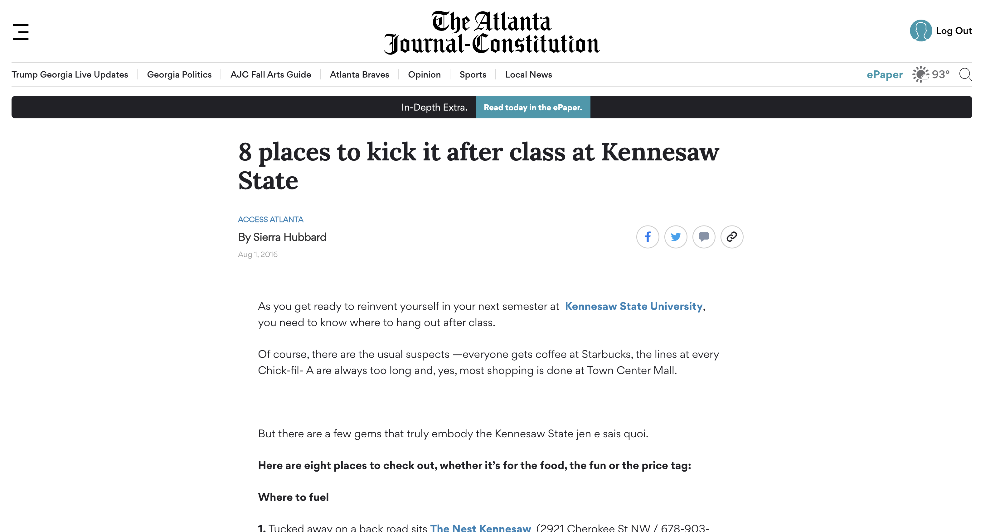 The Atlanta
Journal-Constitution
Log Out
Trump Georgia Live Updates
Georgia Politics
AJC Fall Arts Guide
Atlanta Braves
Opinion
Sports
Local News
ePaper
93°
In-Depth Extra.
Read today in the ePaper.
8 places to kick it after class at Kennesaw
State
ACCESS ATLANTA
By Sierra Hubbard
Aug 1, 2016
As you get ready to reinvent yourself in your next semester at Kennesaw State University,
you need to know where to hang out after class.
Of course, there are the usual suspects —everyone gets coffee at Starbucks, the lines at every
Chick-fil- A are always too long and, yes, most shopping is done at Town Center Mall.
But there are a few gems that truly embody the Kennesaw State jen e sais quoi.
Here are eight places to check out, whether it’s for the food, the fun or the price tag:
Where to fuel
1. Tucked away on a back road sits The Nest Kennesaw (2921 Cherokee St NW / 678-903-